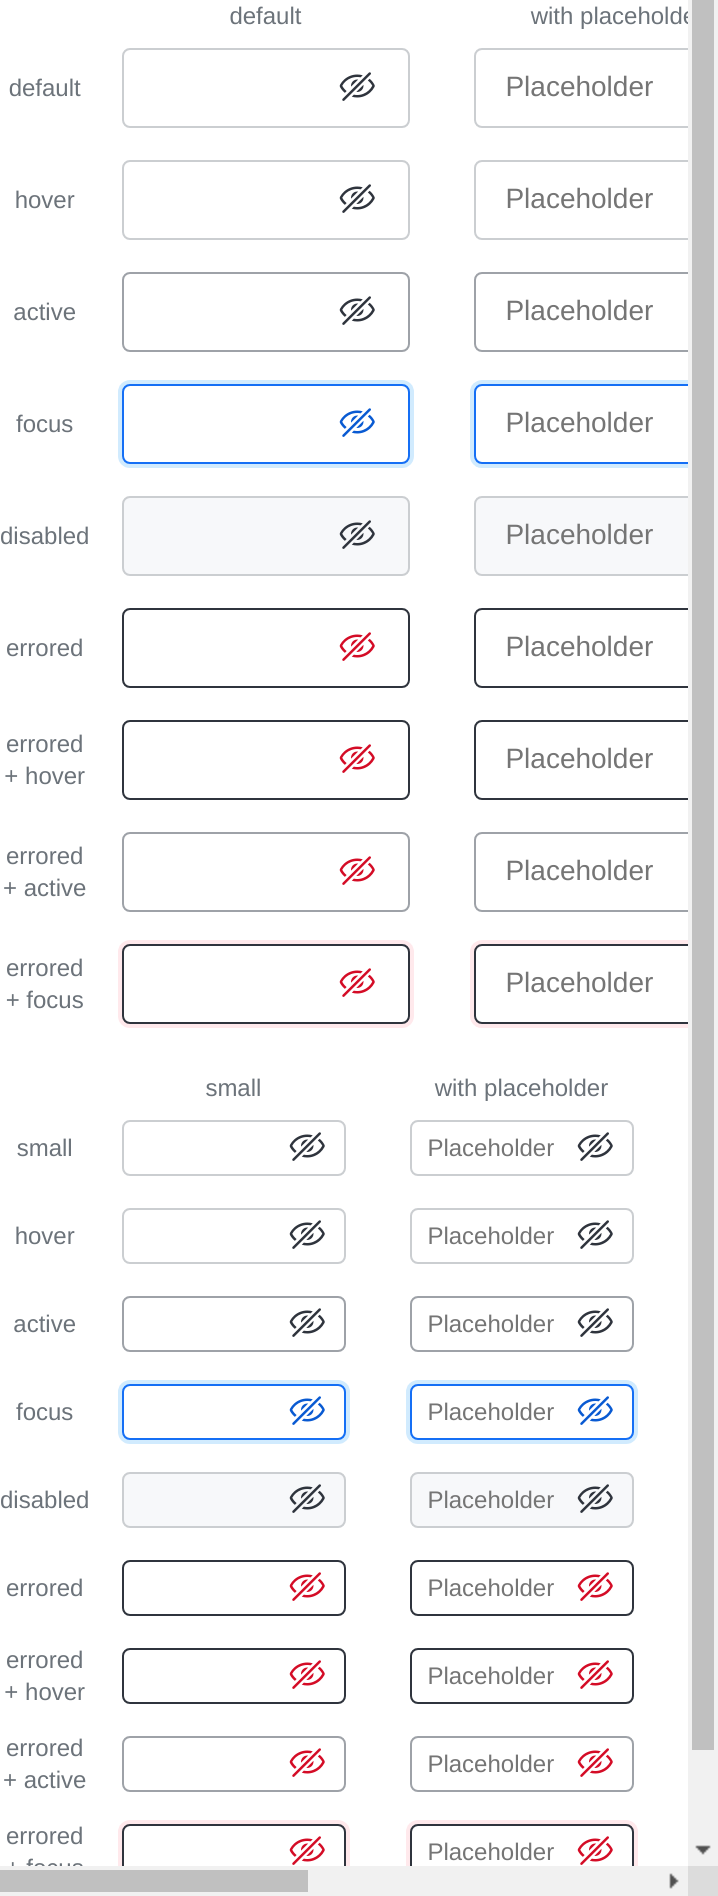 default
with placeholde
default
Placeholder
hover
Placeholder
active
Placeholder
focus
Placeholder
disabled
Placeholder
errored
Placeholder
errored
+ hover
Placeholder
errored
+ active
Placeholder
errored
+ focus
Placeholder
small
with placeholder
small
Placeholder
hover
Placeholder
active
Placeholder
focus
Placeholder
disabled
Placeholder
errored
Placeholder
errored
+ hover
Placeholder
errored
+ active
Placeholder
errored
+ focus
Placeholder